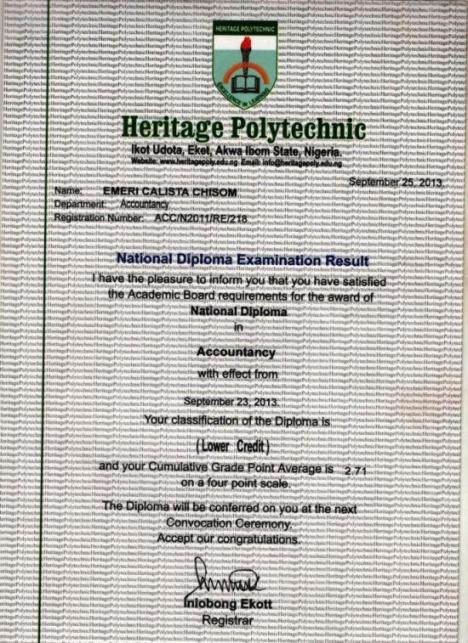 HERITAGE POLYTECHNIC
Heritage Polytechnic
Ikot Udota, Eket, Akwa Ibom State, Nigeria.
Website: www.heritagepoly.edu.ng Email: info@heritagepoly.edu.ng
September 25, 2013.
Name: EMERI CALISTA CHISOM
Department: Accountancy
Registration Number: ACC/N2011/RE/218
National Diploma Examination Result
I have the pleasure to inform you that you have satisfied
the Academic Board requirements for the award of
National Diploma
in
Accountancy
with effect from
September 23, 2013.
Your classification of the Diploma is
(Lower Credit)
and your Cumulative Grade Point Average is 2.71
on a four point scale.
The Diploma will be conferred on you at the next
Convocation Ceremony.
Accept our congratulations.
Inlobong Ekott
Registrar